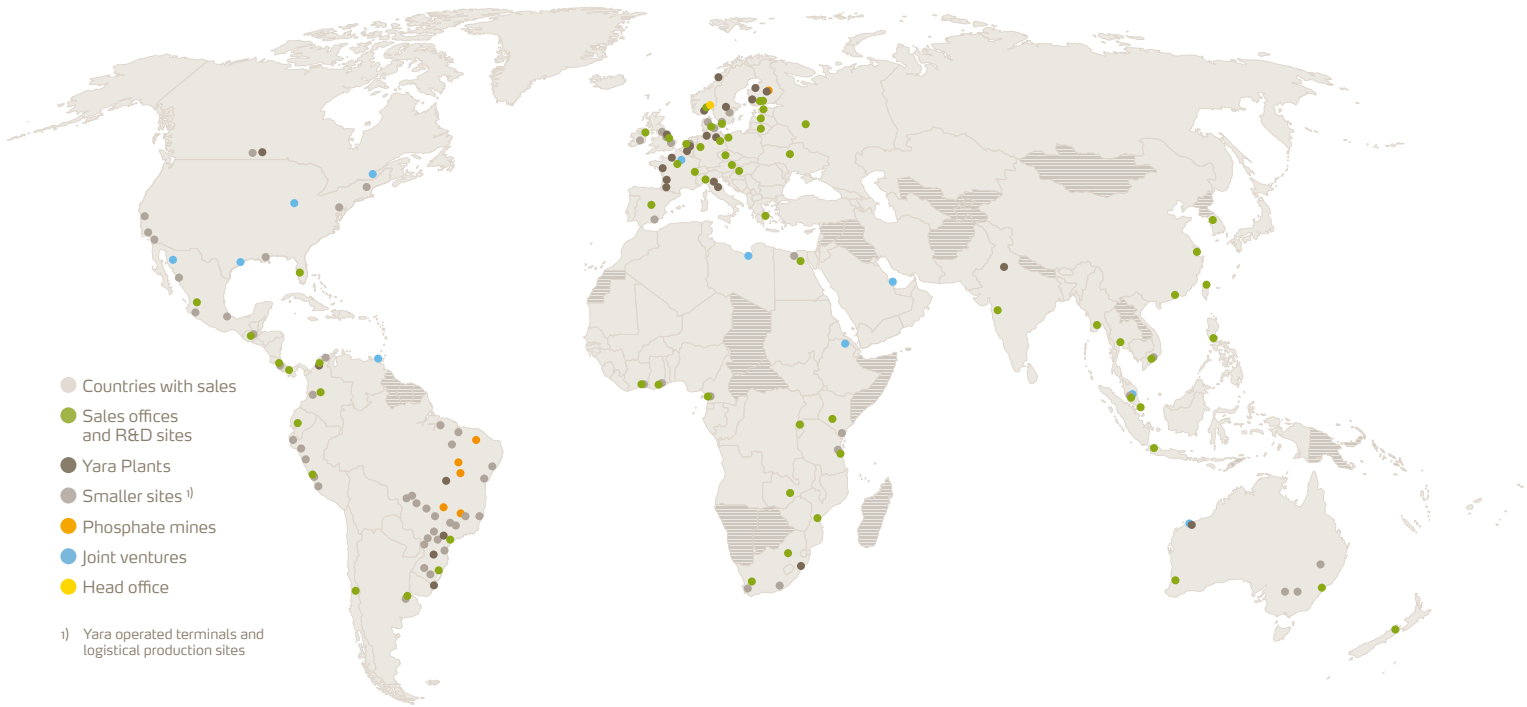 Countries with sales
Sales offices
and R&D sites
Yara Plants
Smaller sites ¹⁾
Phosphate mines
Joint ventures
Head office
1) Yara operated terminals and
logistical production sites